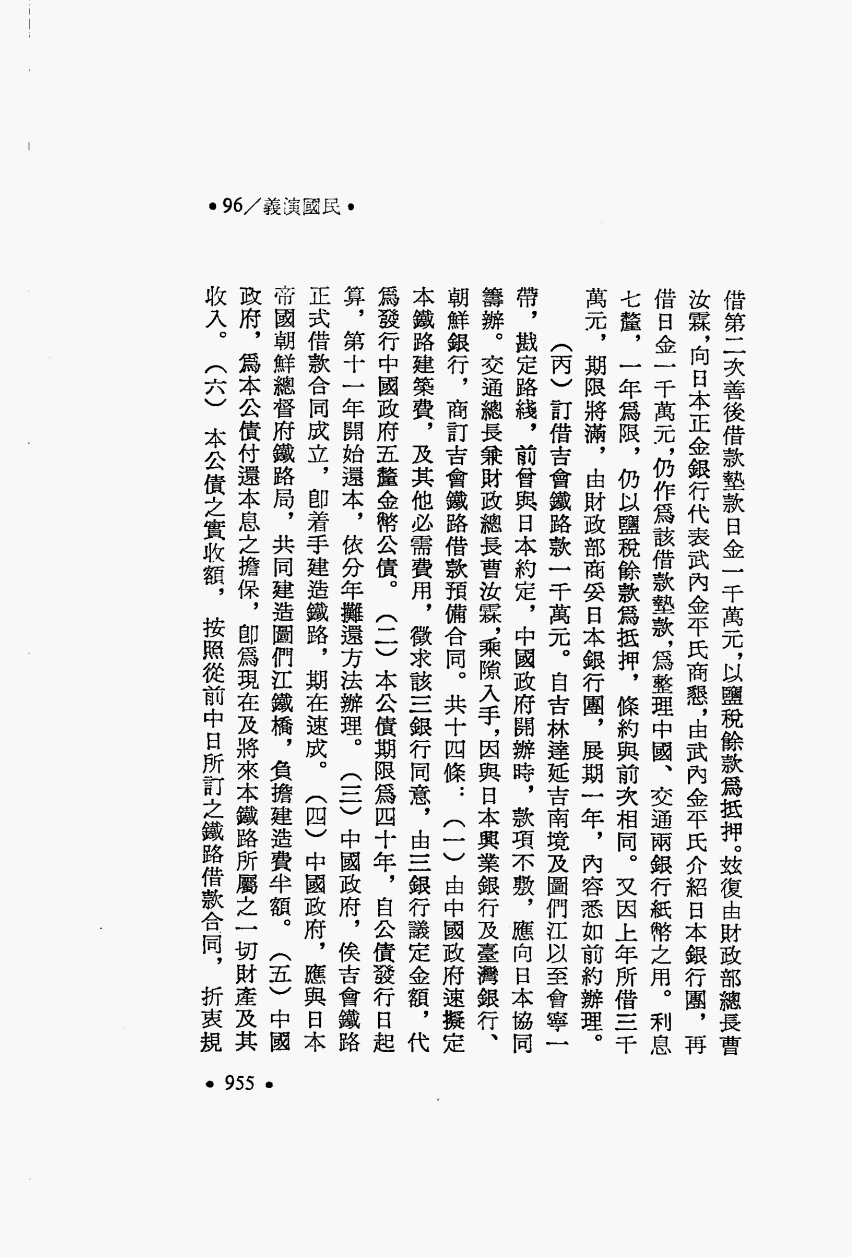 •96/義演國民•
借第二次善後借款墊款日金一千萬元，以鹽稅餘款爲抵押。玆復由財政部總長曹
汝霖，向日本正金銀行代表武內金平氏商懇，由武內金平氏介紹日本銀行團，再
借日金一千萬元，仍作爲該借款墊款，爲整理中國、交通兩銀行紙幣之用。利息
七釐，一年爲限，仍以鹽稅餘款爲抵押，條約與前次相同。又因上年所借三千
萬元，期限將滿，由財政部商妥日本銀行團，展期一年，內容悉如前約辦理。
（丙）訂借吉會鐵路款一千萬元。自吉林達延吉南境及圖們江以至會寧一
帶，戡定路綫，前曾與日本約定，中國政府開辦時，款項不敷，應向日本協同
籌辦。交通總長兼財政總長曹汝霖，乘隙入手，因與日本興業銀行及臺灣銀行、
朝鮮銀行，商訂吉會鐵路借款預備合同。共十四條：（一）由中國政府速擬定
本鐵路建築費，及其他必需費用，徵求該三銀行同意，由三銀行議定金額，代
爲發行中國政府五釐金幣公債。（二）本公債期限爲四十年，自公債發行日起
算，第十一年開始還本，依分年攤還方法辦理。（三）中國政府，俟吉會鐵路
正式借款合同成立，卽着手建造鐵路，期在速成。（四）中國政府，應與日本
帝國朝鮮總督府鐵路局，共同建造圖們江鐵橋，負擔建造費半額。（五）中國
政府，爲本公債付還本息之擔保，卽爲現在及將來本鐵路所屬之一切財產及其
收入。（六）本公債之實收額，按照從前中日所訂之鐵路借款合同，折衷規
•955•